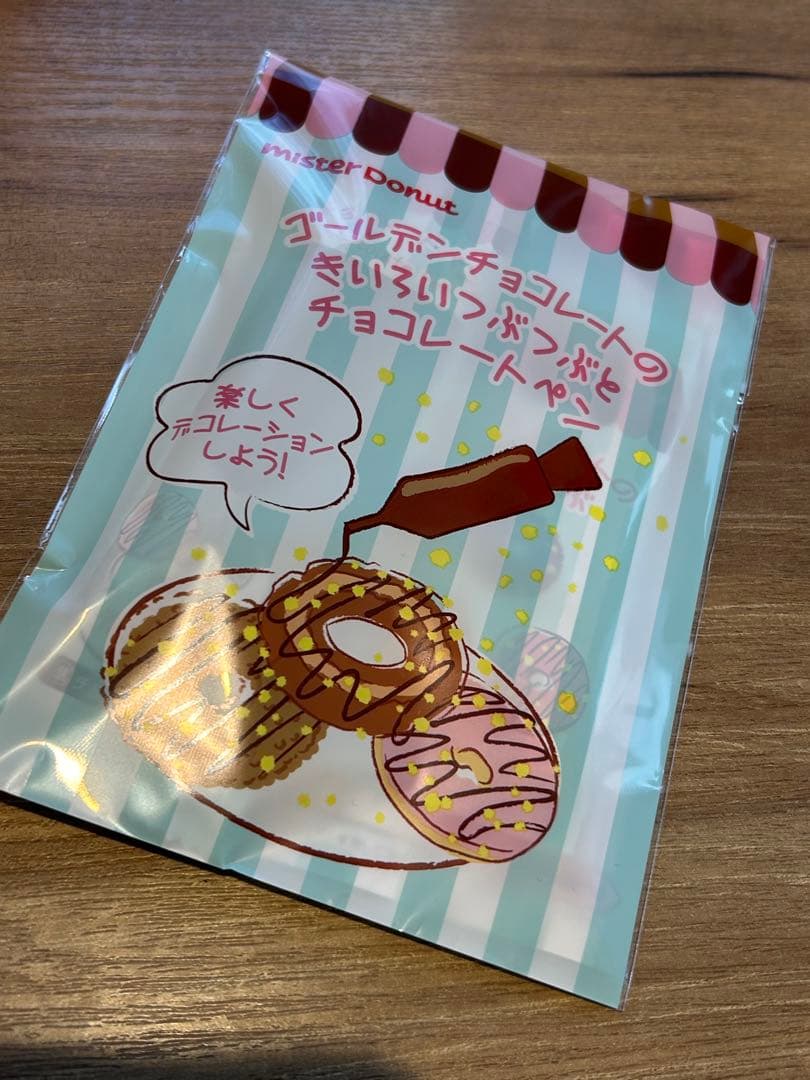 mister Donut
ゴールデンチョコレートの
きいろいつぶつぶと
チョコレートペン
楽しく
デコレーション
しよう!